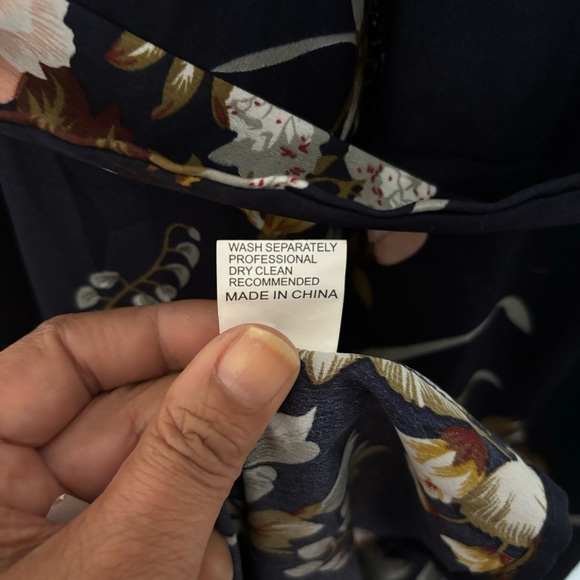 WASH SEPARATELY
PROFESSIONAL
DRY CLEAN
RECOMMENDED
MADE IN CHINA